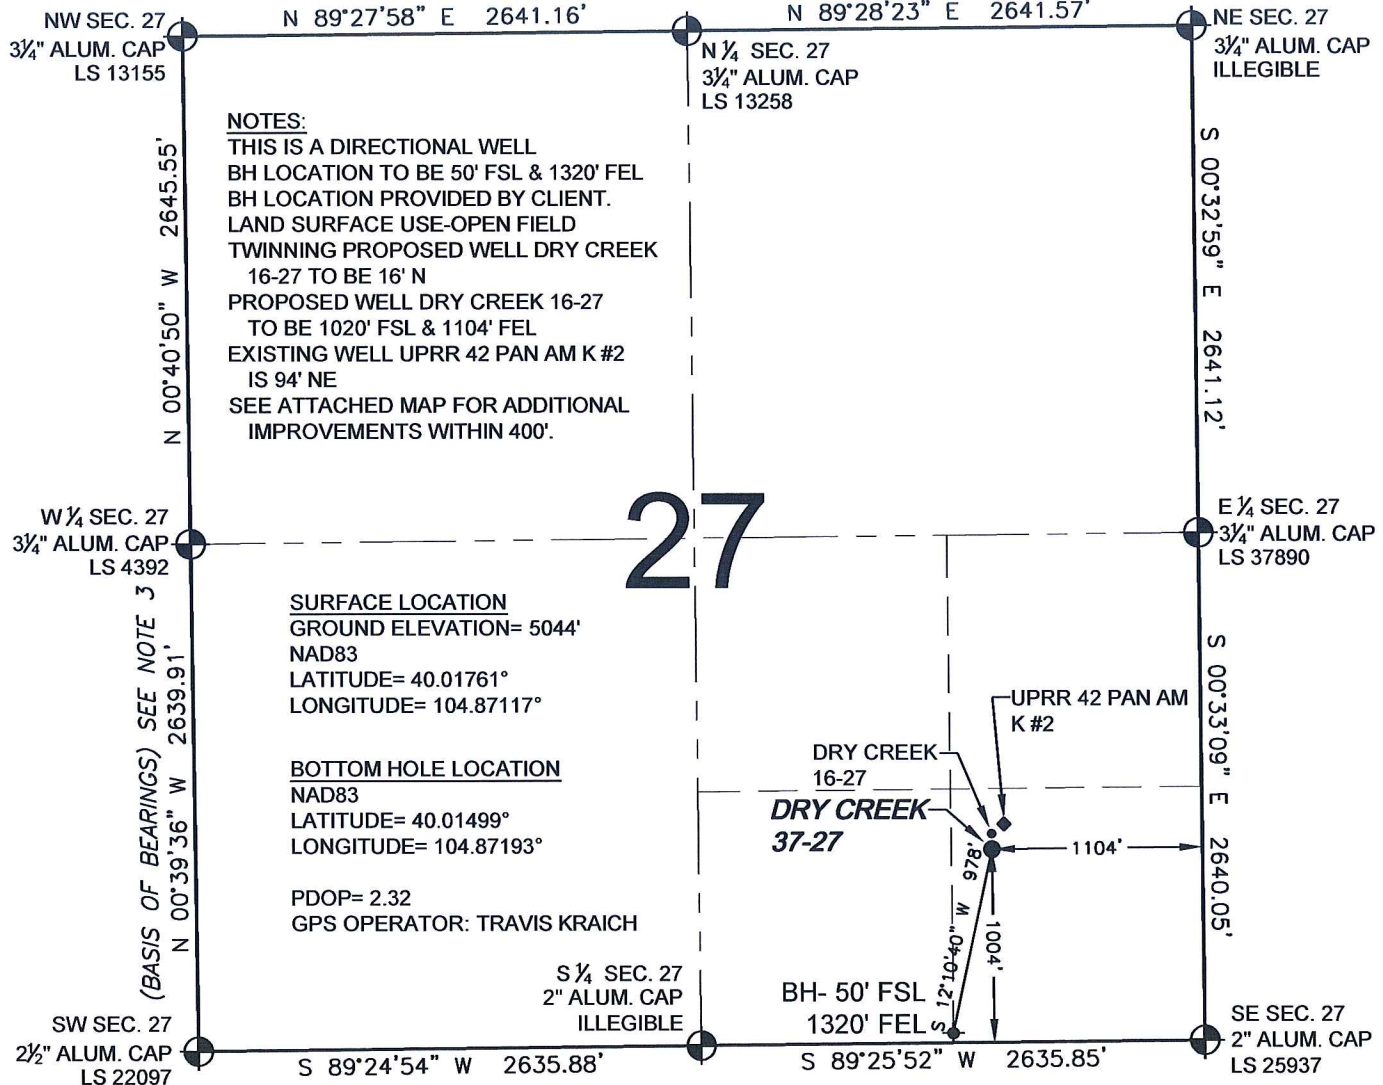 N 89°27'58" E 2641.16'
N 89°28'23" E 2641.57'
NW SEC. 27
3¼" ALUM. CAP
LS 13155
N ¼ SEC. 27
3¼" ALUM. CAP
LS 13258
NE SEC. 27
3¼" ALUM. CAP
ILLEGIBLE
NOTES:
THIS IS A DIRECTIONAL WELL
BH LOCATION TO BE 50' FSL & 1320' FEL
BH LOCATION PROVIDED BY CLIENT.
LAND SURFACE USE-OPEN FIELD
TWINNING PROPOSED WELL DRY CREEK
16-27 TO BE 16' N
PROPOSED WELL DRY CREEK 16-27
TO BE 1020' FSL & 1104' FEL
EXISTING WELL UPRR 42 PAN AM K #2
IS 94' NE
SEE ATTACHED MAP FOR ADDITIONAL
IMPROVEMENTS WITHIN 400'.
N 00°40'50" W 2645.55'
S 00°32'59" E 2641.12'
27
W ¼ SEC. 27
3¼" ALUM. CAP
LS 4392
E ¼ SEC. 27
3¼" ALUM. CAP
LS 37890
(BASIS OF BEARINGS) SEE NOTE 3
N 00°39'36" W 2639.91'
SURFACE LOCATION
GROUND ELEVATION= 5044'
NAD83
LATITUDE= 40.01761°
LONGITUDE= 104.87117°
BOTTOM HOLE LOCATION
NAD83
LATITUDE= 40.01499°
LONGITUDE= 104.87193°
PDOP= 2.32
GPS OPERATOR: TRAVIS KRAICH
UPRR 42 PAN AM
K #2
DRY CREEK
16-27
DRY CREEK
37-27
S 00°33'09" E 2640.05'
1104'
1004'
S 12°10'40" W 978'
BH- 50' FSL
1320' FEL
S ¼ SEC. 27
2" ALUM. CAP
ILLEGIBLE
SW SEC. 27
2½" ALUM. CAP
LS 22097
SE SEC. 27
2" ALUM. CAP
LS 25937
S 89°24'54" W 2635.88'
S 89°25'52" W 2635.85'